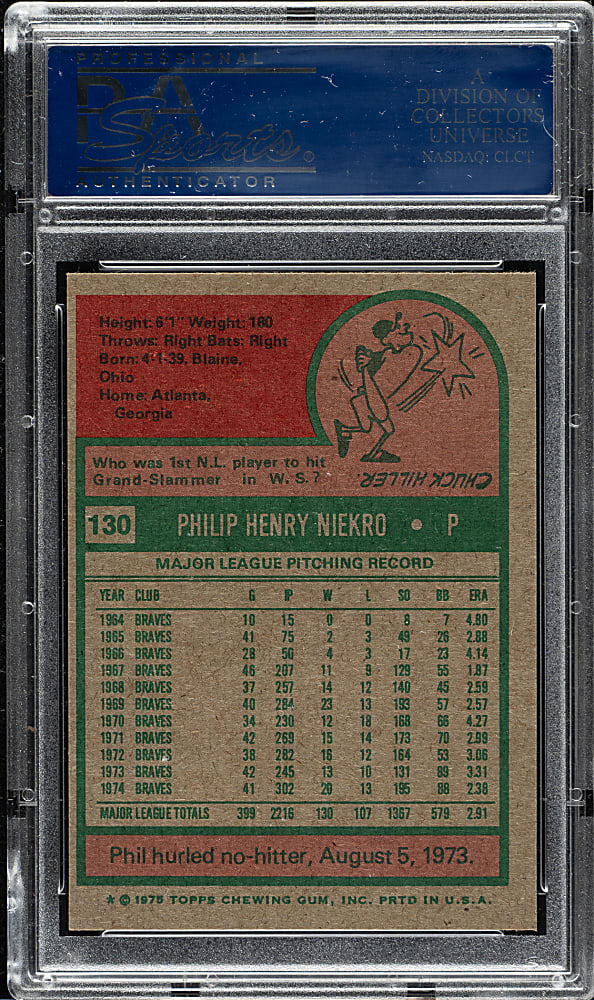 PROFESSIONAL
PSA
Sports®
AUTHENTICATOR
A
DIVISION OF
COLLECTORS
UNIVERSE
NASDAQ: CLCT
Height: 6'1" Weight: 180
Throws: Right Bats: Right
Born: 4-1-39, Blaine,
Ohio
Home: Atlanta,
Georgia
Who was 1st N.L. player to hit
Grand-Slammer in W. S.?
CHUCK HILLER.
130 PHILIP HENRY NIEKRO • P
MAJOR LEAGUE PITCHING RECORD
YEAR CLUB G IP W L SO BB ERA
1964 BRAVES 10 15 0 0 8 7 4.80
1965 BRAVES 41 75 2 3 49 26 2.88
1966 BRAVES 28 50 4 3 17 23 4.14
1967 BRAVES 46 207 11 9 129 55 1.87
1968 BRAVES 37 257 14 12 140 45 2.59
1969 BRAVES 40 284 23 13 193 57 2.57
1970 BRAVES 34 230 12 18 168 66 4.27
1971 BRAVES 42 269 15 14 173 70 2.99
1972 BRAVES 38 282 16 12 164 53 3.06
1973 BRAVES 42 245 13 10 131 89 3.31
1974 BRAVES 41 302 20 13 195 88 2.38
MAJOR LEAGUE TOTALS 399 2216 130 107 1367 579 2.91
Phil hurled no-hitter, August 5, 1973.
* © 1975 TOPPS CHEWING GUM, INC. PRTD IN U.S.A.